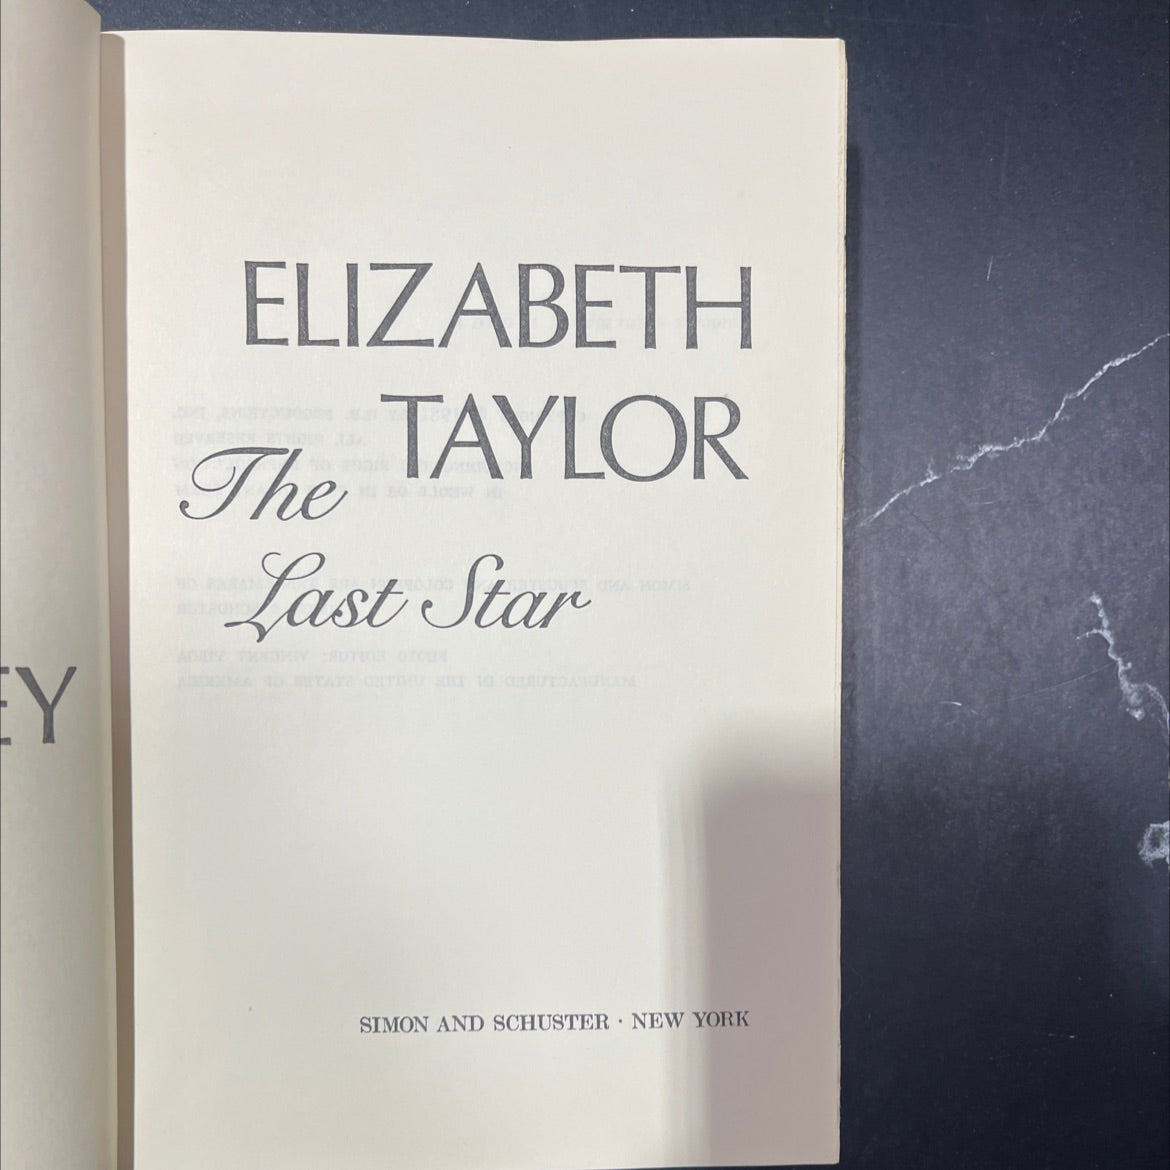 EY
ELIZABETH
TAYLOR
The
Last Star
SIMON AND SCHUSTER · NEW YORK